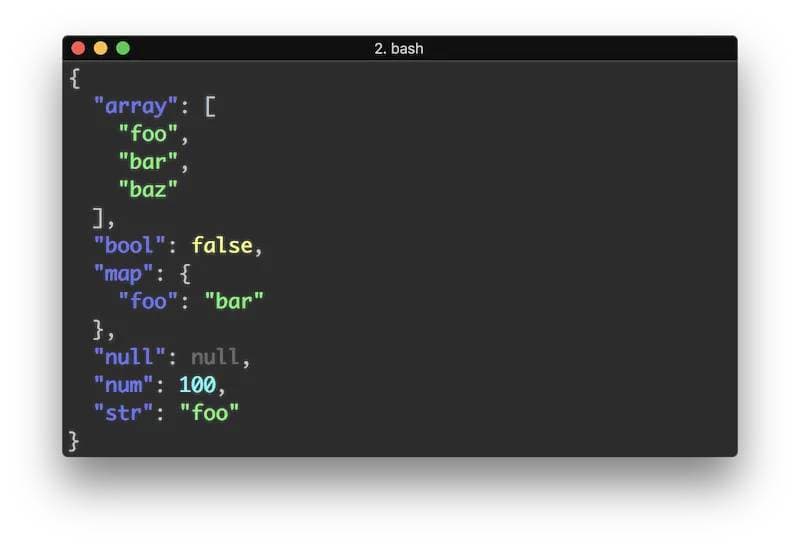 2. bash
{
  "array": [
    "foo",
    "bar",
    "baz"
  ],
  "bool": false,
  "map": {
    "foo": "bar"
  },
  "null": null,
  "num": 100,
  "str": "foo"
}